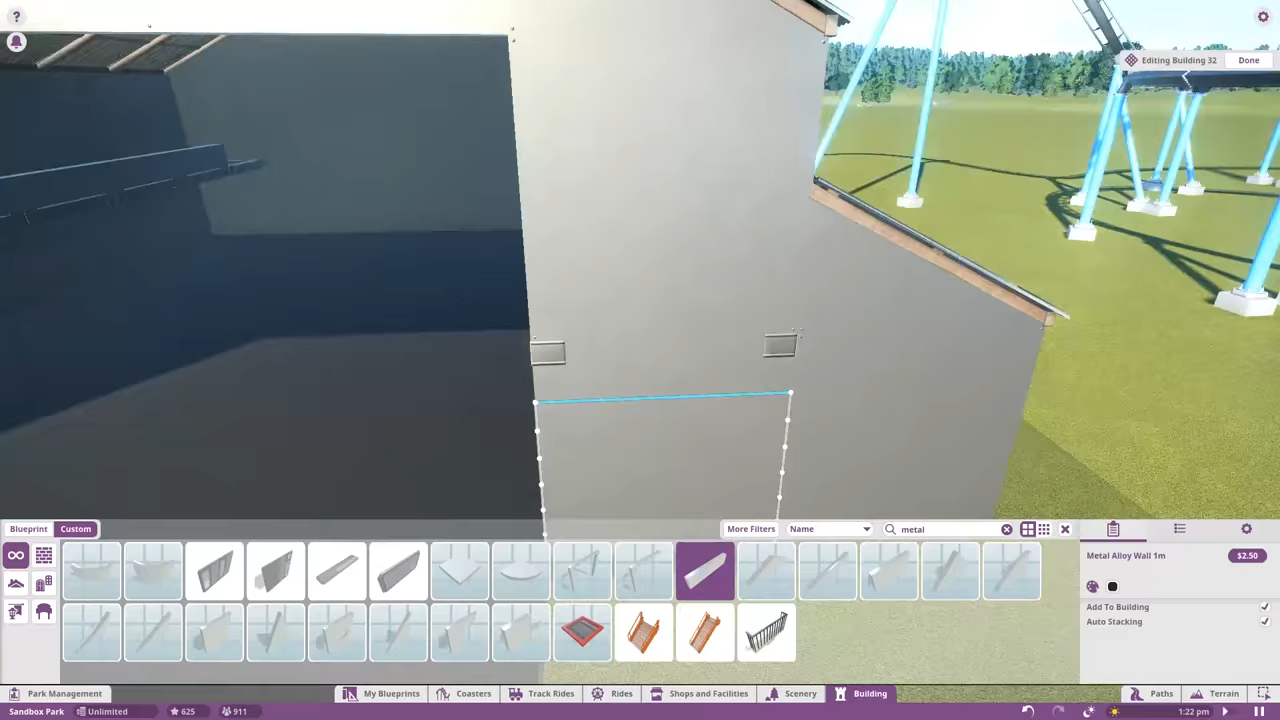 ?
Editing Building 32 Done
Blueprint Custom More Filters Name metal
Metal Alloy Wall 1m $2.50
Add To Building
Auto Stacking
Park Management My Blueprints Coasters Track Rides Rides Shops and Facilities Scenery Building Paths Terrain
Sandbox Park Unlimited 625 911 1:22 pm